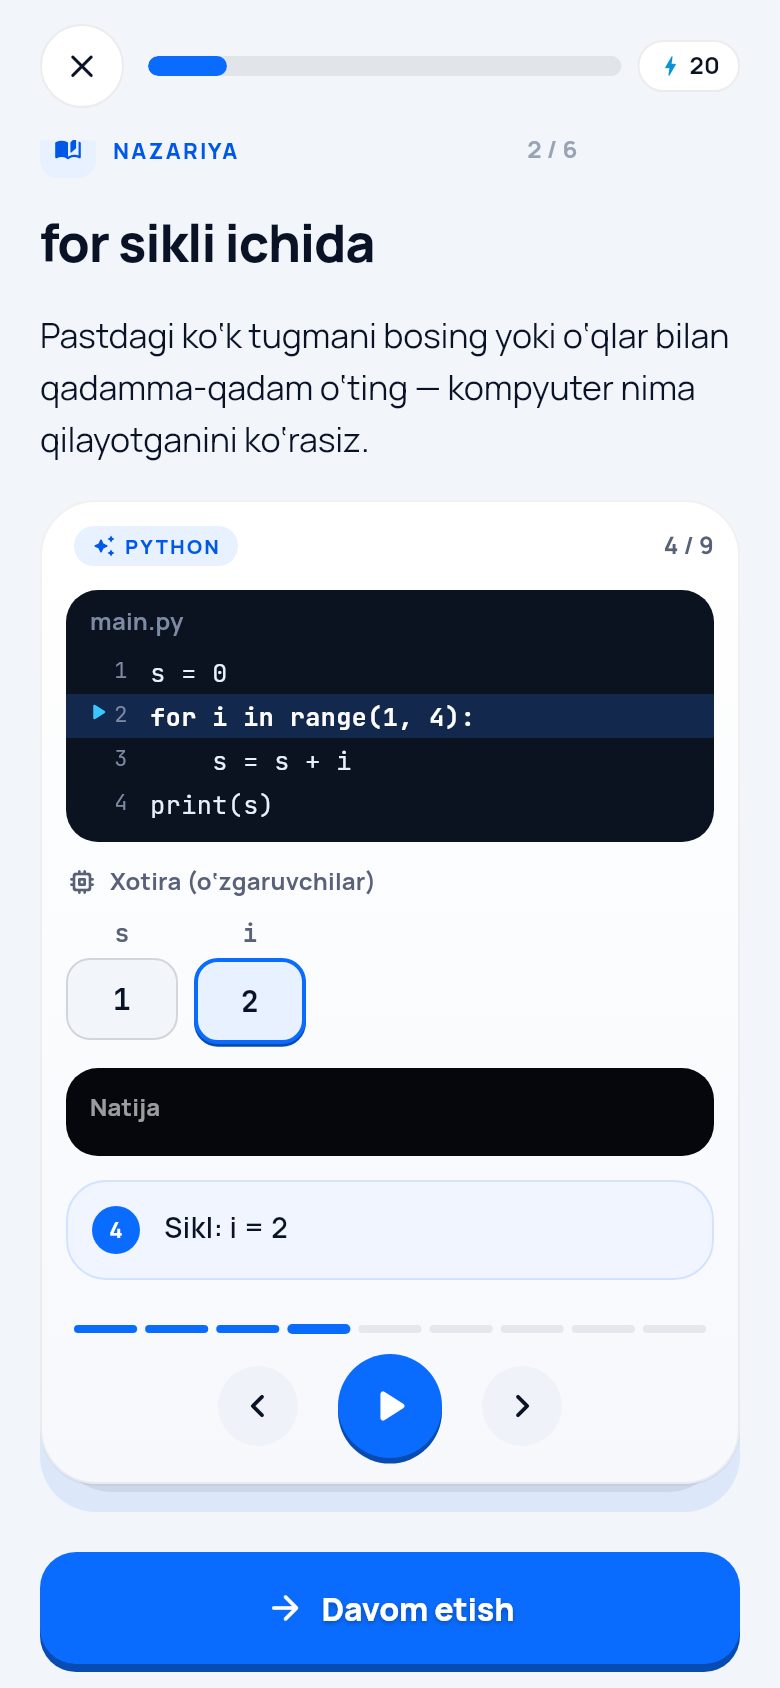 20
NAZARIYA
2 / 6
for sikli ichida
Pastdagi ko‘k tugmani bosing yoki o‘qlar bilan
qadamma-qadam o‘ting — kompyuter nima
qilayotganini ko‘rasiz.
PYTHON
4 / 9
main.py
1 s = 0
2 for i in range(1, 4):
3     s = s + i
4 print(s)
Xotira (o‘zgaruvchilar)
s i
1 2
Natija
4 Sikl: i = 2
Davom etish